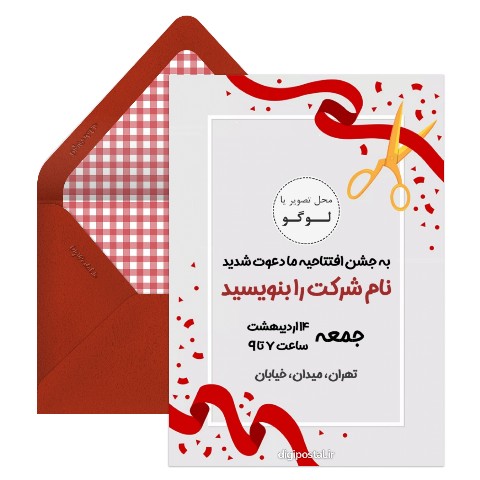 محل تصویر یا
لوگو
به جشن افتتاحیه ما دعوت شدید
نام شرکت را بنویسید
جمعه
۱۴ اردیبهشت
ساعت ۷ تا ۹
تهران، میدان، خیابان
digipostal.ir